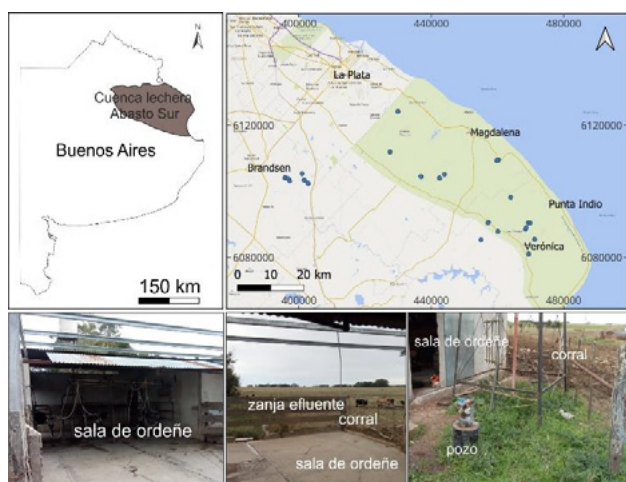 N
Cuenca lechera
Abasto Sur
Buenos Aires
150 km
400000
440000
480000
La Plata
6120000
6120000
Magdalena
Brandsen
Punta Indio
Verónica
6080000
6080000
0 10 20 km
400000
440000
480000
sala de ordeñe
zanja efluente
corral
sala de ordeñe
sala de ordeñe
corral
pozo